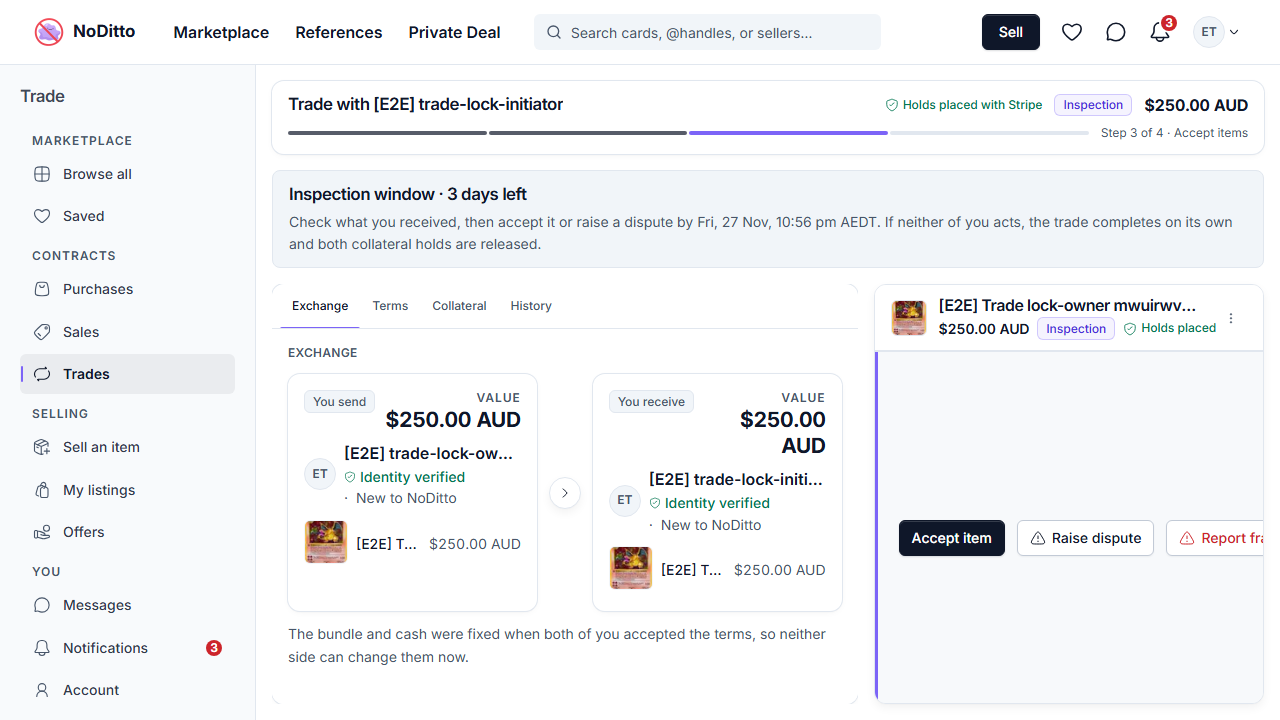 NoDitto
Marketplace
References
Private Deal
Search cards, @handles, or sellers...
Sell
3
ET
Trade
MARKETPLACE
Browse all
Saved
CONTRACTS
Purchases
Sales
Trades
SELLING
Sell an item
My listings
Offers
YOU
Messages
Notifications
3
Account
Trade with [E2E] trade-lock-initiator
Holds placed with Stripe
Inspection
$250.00 AUD
Step 3 of 4 · Accept items
Inspection window · 3 days left
Check what you received, then accept it or raise a dispute by Fri, 27 Nov, 10:56 pm AEDT. If neither of you acts, the trade completes on its own
and both collateral holds are released.
Exchange
Terms
Collateral
History
EXCHANGE
You send
VALUE
$250.00 AUD
ET
[E2E] trade-lock-ow...
Identity verified
· New to NoDitto
[E2E] T...
$250.00 AUD
You receive
VALUE
$250.00
AUD
ET
[E2E] trade-lock-initi...
Identity verified
· New to NoDitto
[E2E] T...
$250.00 AUD
The bundle and cash were fixed when both of you accepted the terms, so neither
side can change them now.
[E2E] Trade lock-owner mwuirwv...
$250.00 AUD
Inspection
Holds placed
Accept item
Raise dispute
Report fra